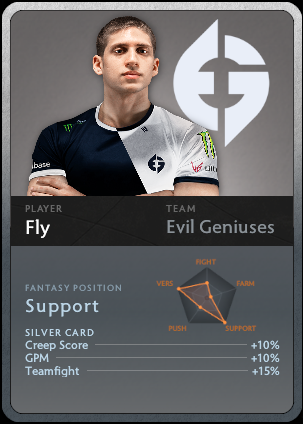 PLAYER
Fly
TEAM
Evil Geniuses
FANTASY POSITION
Support
FIGHT
FARM
SUPPORT
PUSH
VERS
SILVER CARD
Creep Score +10%
GPM +10%
Teamfight +15%